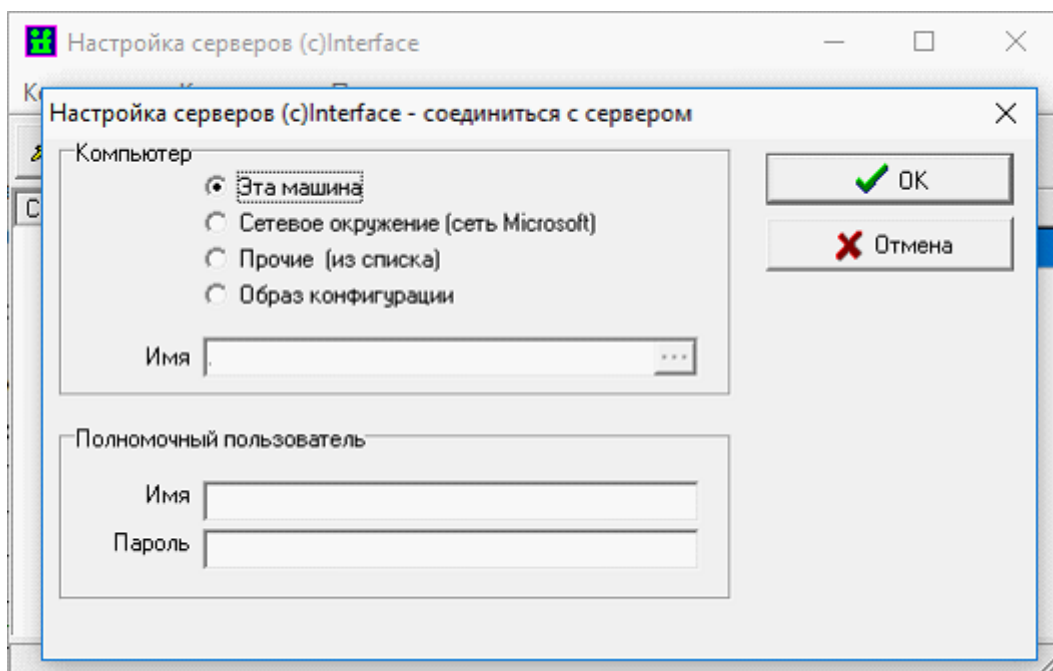 Настройка серверов (c)Interface
Настройка серверов (c)Interface - соединиться с сервером
Компьютер
Эта машина
Сетевое окружение (сеть Microsoft)
Прочие (из списка)
Образ конфигурации
Имя .
...
OK
Отмена
Полномочный пользователь
Имя
Пароль